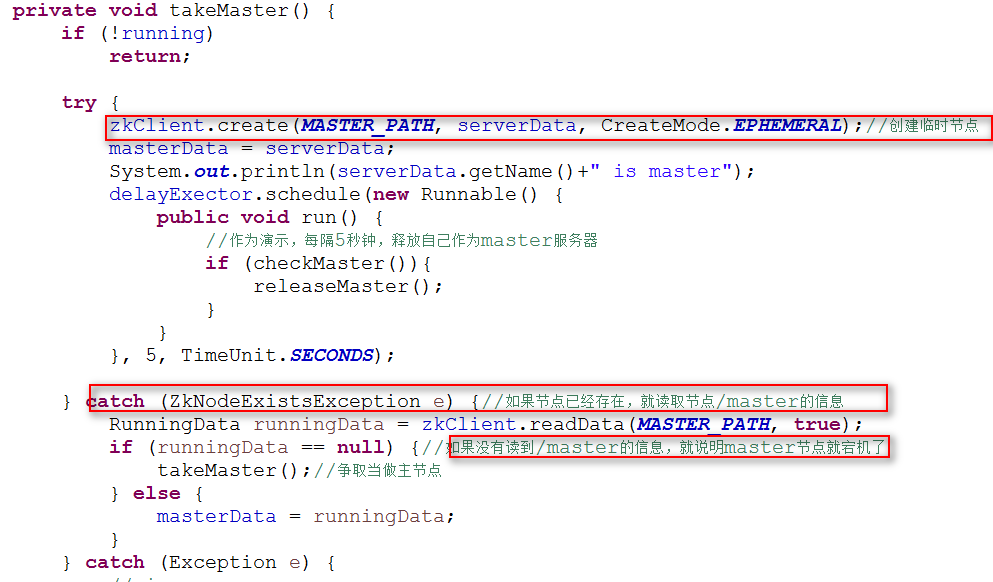 private void takeMaster() {
if (!running)
return;
try {
zkClient.create(MASTER_PATH, serverData, CreateMode.EPHEMERAL);//创建临时节点
masterData = serverData;
System.out.println(serverData.getName()+" is master");
delayExector.schedule(new Runnable() {
public void run() {
//作为演示，每隔5秒钟，释放自己作为master服务器
if (checkMaster()){
releaseMaster();
}
}
}, 5, TimeUnit.SECONDS);
} catch (ZkNodeExistsException e) {//如果节点已经存在，就读取节点/master的信息
RunningData runningData = zkClient.readData(MASTER_PATH, true);
if (runningData == null) {//如果没有读到/master的信息，就说明master节点就宕机了
takeMaster();//争取当做主节点
} else {
masterData = runningData;
}
} catch (Exception e) {